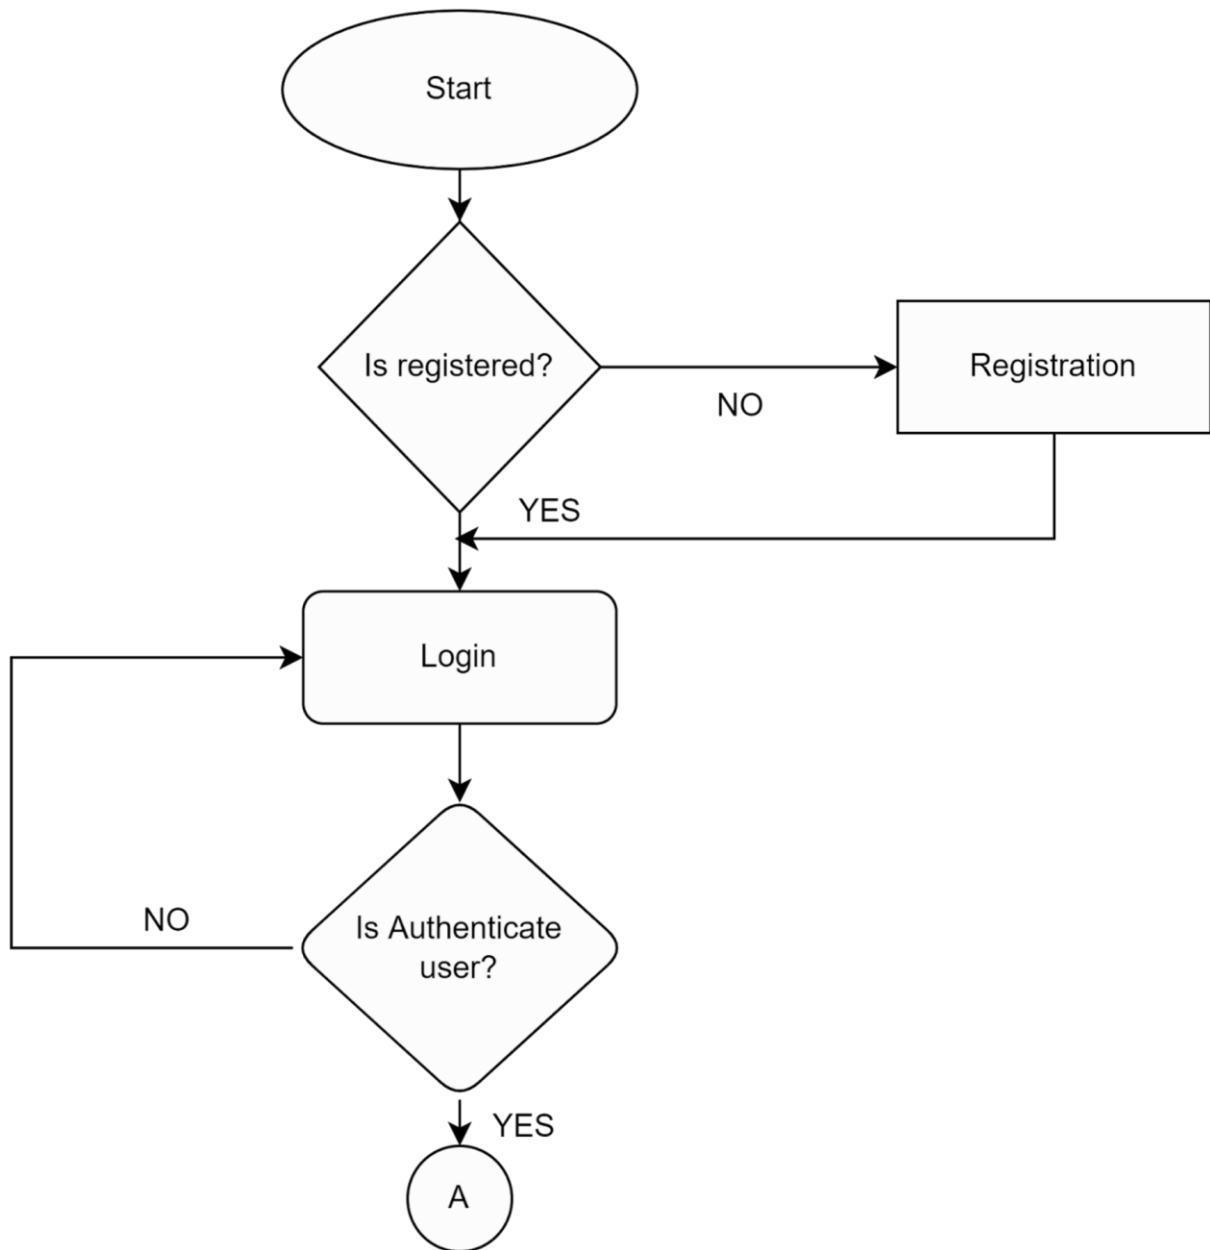 Start
Is registered?
Registration
NO
YES
Login
NO
Is Authenticate
user?
YES
A